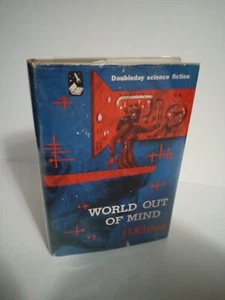 Doubleday science fiction
WORLD OUT
OF MIND